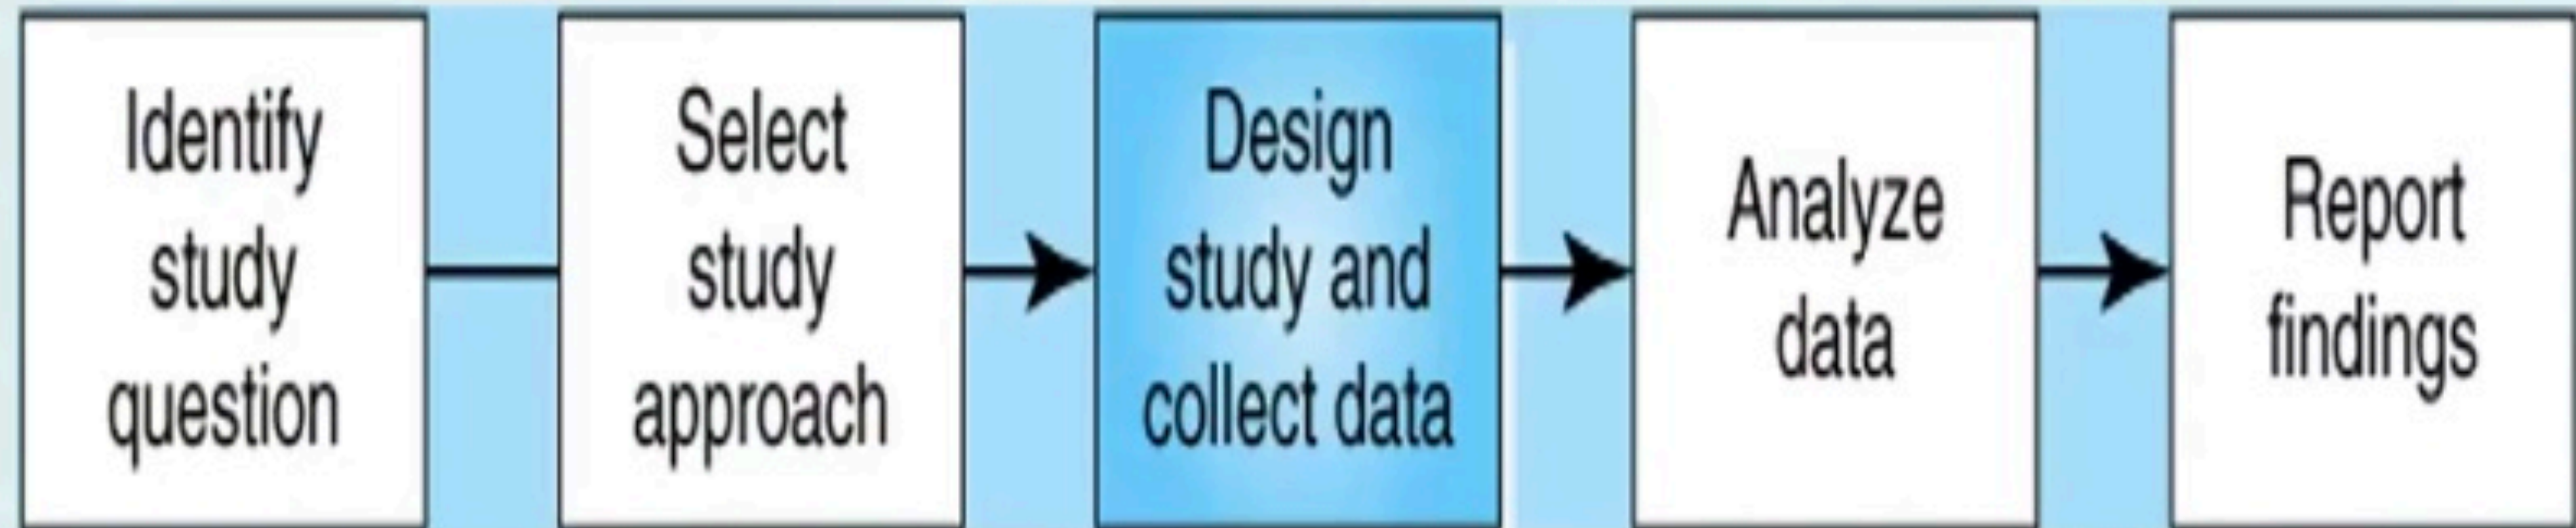 Identify
study
question
Select
study
approach
Design
study and
collect data
Analyze
data
Report
findings